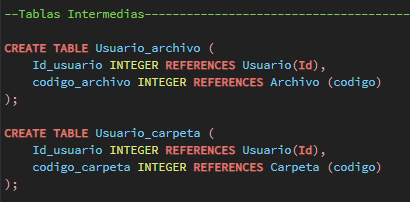 --Tablas Intermedias--------------------------------------
CREATE TABLE Usuario_archivo (
    Id_usuario INTEGER REFERENCES Usuario(Id),
    codigo_archivo INTEGER REFERENCES Archivo (codigo)
);
CREATE TABLE Usuario_carpeta (
    Id_usuario INTEGER REFERENCES Usuario(Id),
    codigo_carpeta INTEGER REFERENCES Carpeta (codigo)
);